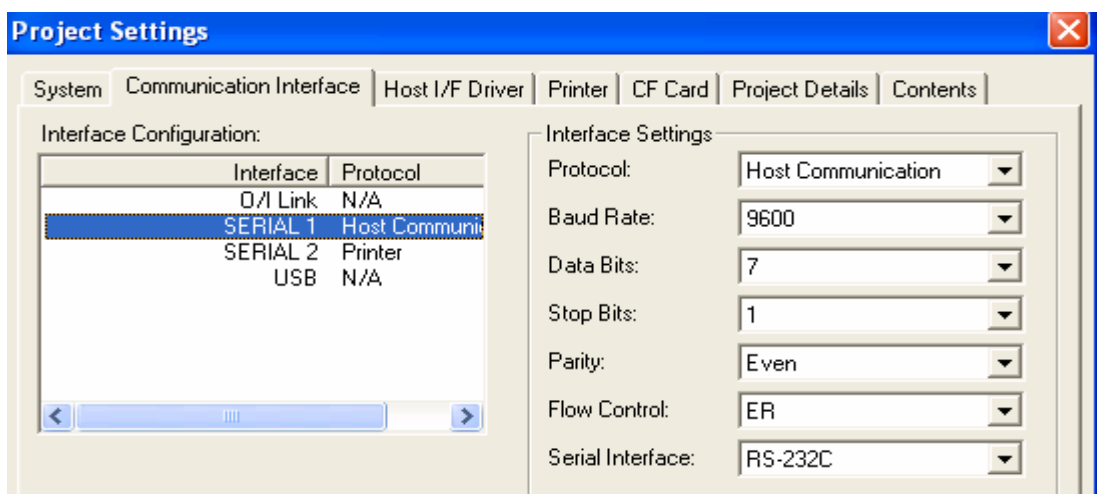 Project Settings
System Communication Interface Host I/F Driver Printer CF Card Project Details Contents
Interface Configuration:
Interface Protocol
O/I Link N/A
SERIAL 1 Host Communi
SERIAL 2 Printer
USB N/A
Interface Settings
Protocol: Host Communication
Baud Rate: 9600
Data Bits: 7
Stop Bits: 1
Parity: Even
Flow Control: ER
Serial Interface: RS-232C